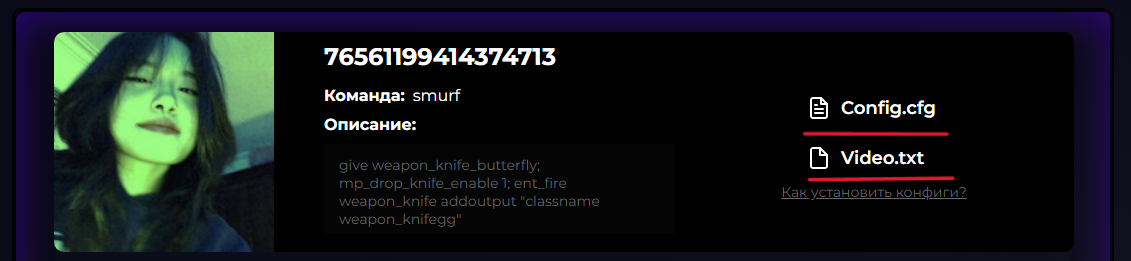 76561199414374713
Команда: smurf
Описание:
give weapon_knife_butterfly;
mp_drop_knife_enable 1; ent_fire
weapon_knife addoutput "classname
weapon_knifegg"
Config.cfg
Video.txt
Как установить конфиги?